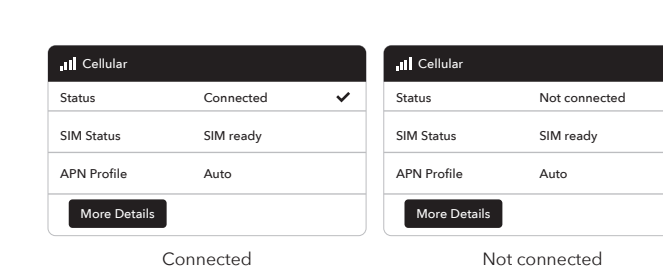 Cellular
Status Connected
SIM Status SIM ready
APN Profile Auto
More Details
Connected
Cellular
Status Not connected
SIM Status SIM ready
APN Profile Auto
More Details
Not connected